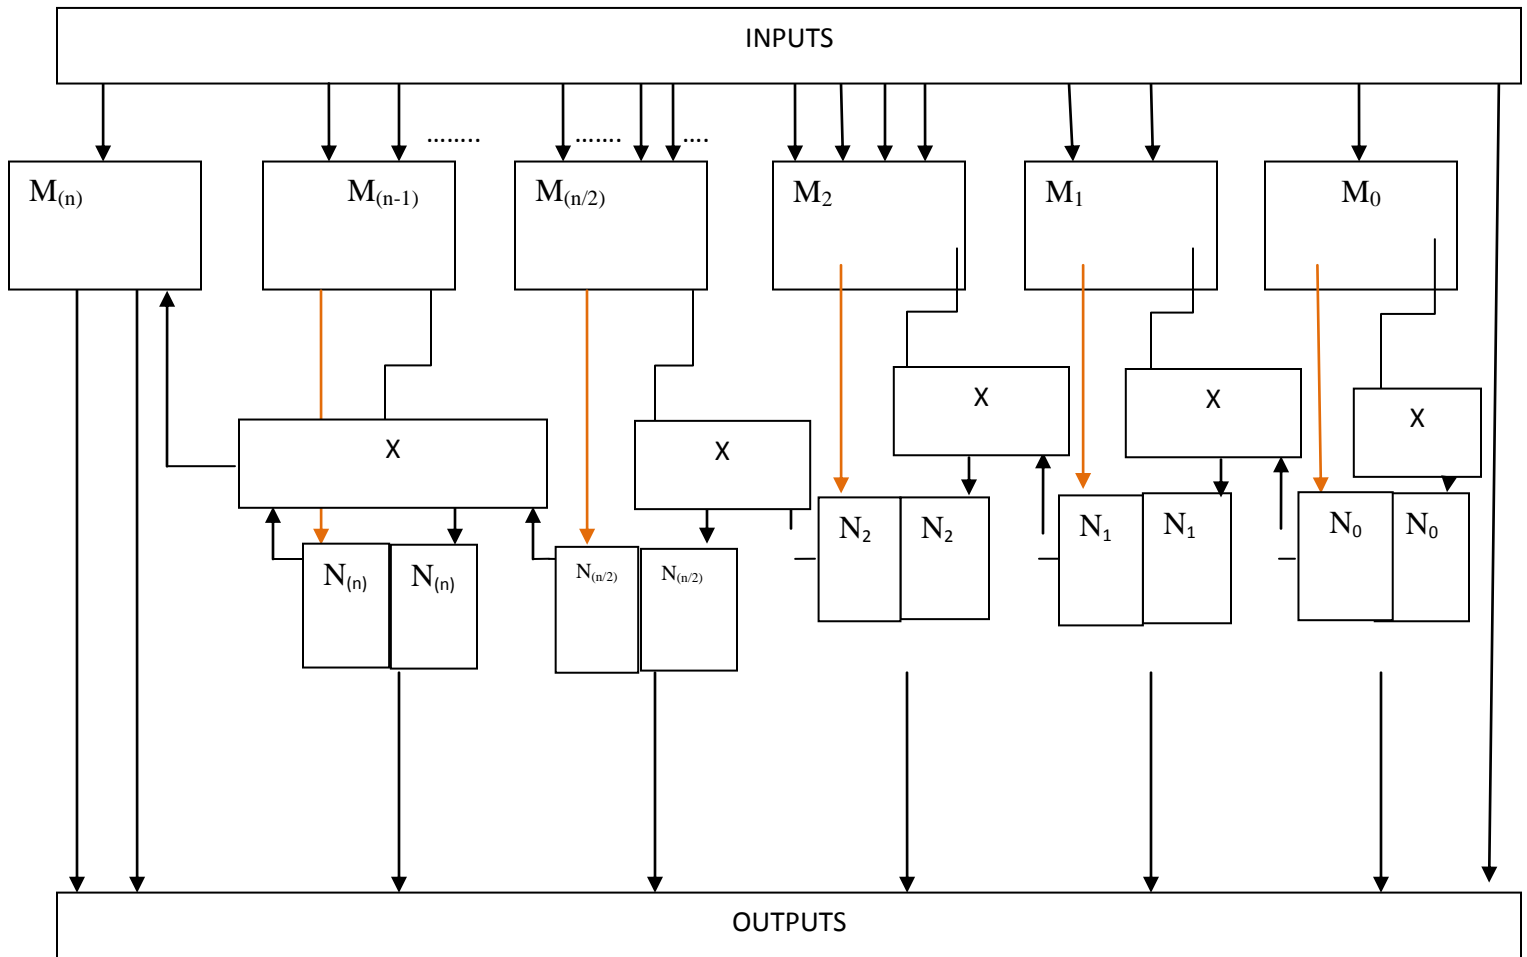 INPUTS
........ ....... ....
M(n) M(n-1) M(n/2) M2 M1 M0
X X X X X
N(n) N(n) N(n/2) N(n/2) N2 N2 N1 N1 N0 N0
OUTPUTS